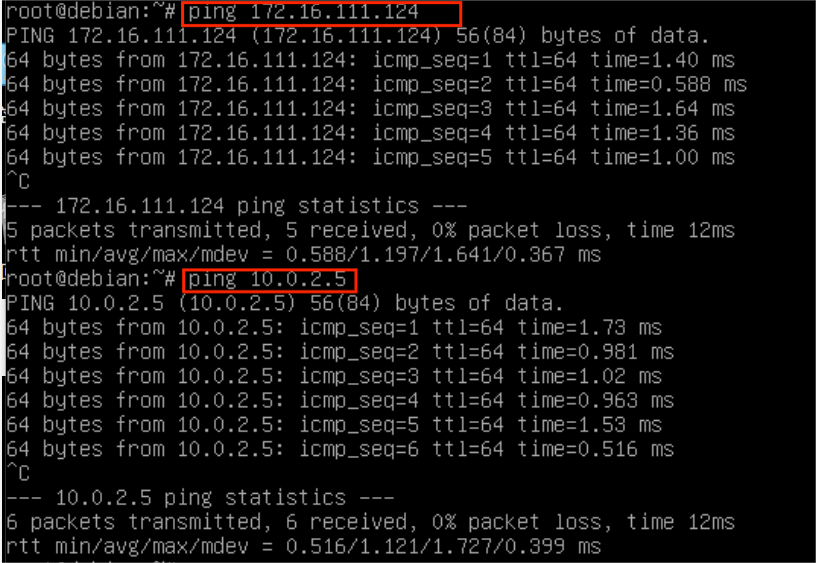 root@debian:~# ping 172.16.111.124
PING 172.16.111.124 (172.16.111.124) 56(84) bytes of data.
64 bytes from 172.16.111.124: icmp_seq=1 ttl=64 time=1.40 ms
64 bytes from 172.16.111.124: icmp_seq=2 ttl=64 time=0.588 ms
64 bytes from 172.16.111.124: icmp_seq=3 ttl=64 time=1.64 ms
64 bytes from 172.16.111.124: icmp_seq=4 ttl=64 time=1.36 ms
64 bytes from 172.16.111.124: icmp_seq=5 ttl=64 time=1.00 ms
^C
--- 172.16.111.124 ping statistics ---
5 packets transmitted, 5 received, 0% packet loss, time 12ms
rtt min/avg/max/mdev = 0.588/1.197/1.641/0.367 ms
root@debian:~# ping 10.0.2.5
PING 10.0.2.5 (10.0.2.5) 56(84) bytes of data.
64 bytes from 10.0.2.5: icmp_seq=1 ttl=64 time=1.73 ms
64 bytes from 10.0.2.5: icmp_seq=2 ttl=64 time=0.981 ms
64 bytes from 10.0.2.5: icmp_seq=3 ttl=64 time=1.02 ms
64 bytes from 10.0.2.5: icmp_seq=4 ttl=64 time=0.963 ms
64 bytes from 10.0.2.5: icmp_seq=5 ttl=64 time=1.53 ms
64 bytes from 10.0.2.5: icmp_seq=6 ttl=64 time=0.516 ms
^C
--- 10.0.2.5 ping statistics ---
6 packets transmitted, 6 received, 0% packet loss, time 12ms
rtt min/avg/max/mdev = 0.516/1.121/1.727/0.399 ms